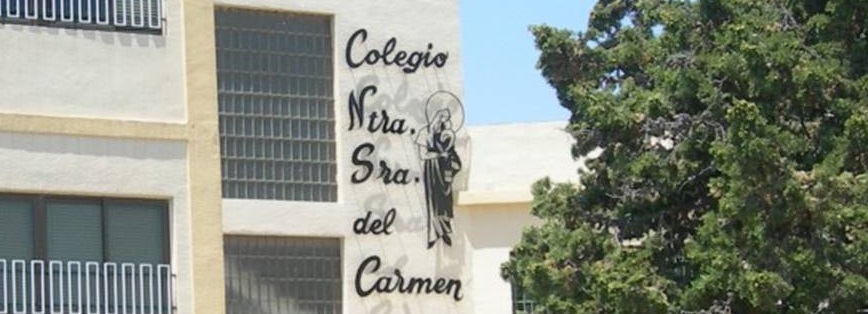 Colegio
Ntra.
Sra.
del
Carmen